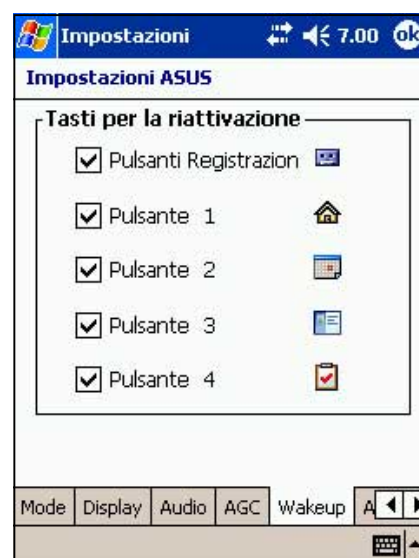 Impostazioni 7.00 ok
Impostazioni ASUS
Tasti per la riattivazione
Pulsanti Registrazion
Pulsante 1
Pulsante 2
Pulsante 3
Pulsante 4
Mode Display Audio AGC Wakeup A